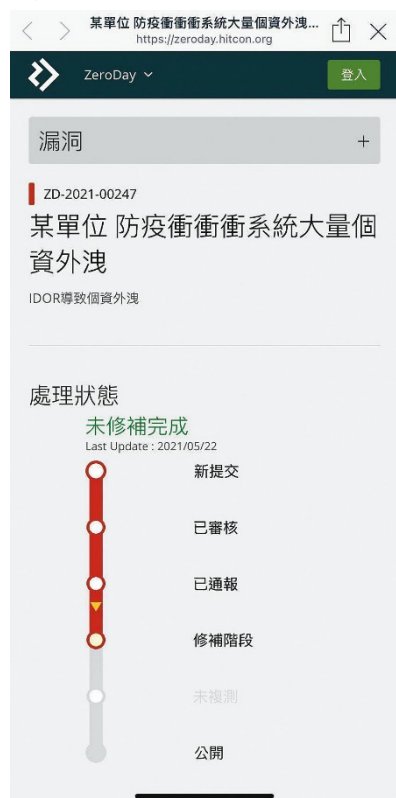 某單位 防疫衝衝衝系統大量個資外洩...
https://zeroday.hitcon.org
ZeroDay
登入
漏洞
+
ZD-2021-00247
某單位 防疫衝衝衝系統大量個
資外洩
IDOR導致個資外洩
處理狀態
未修補完成
Last Update : 2021/05/22
新提交
已審核
已通報
修補階段
未複測
公開